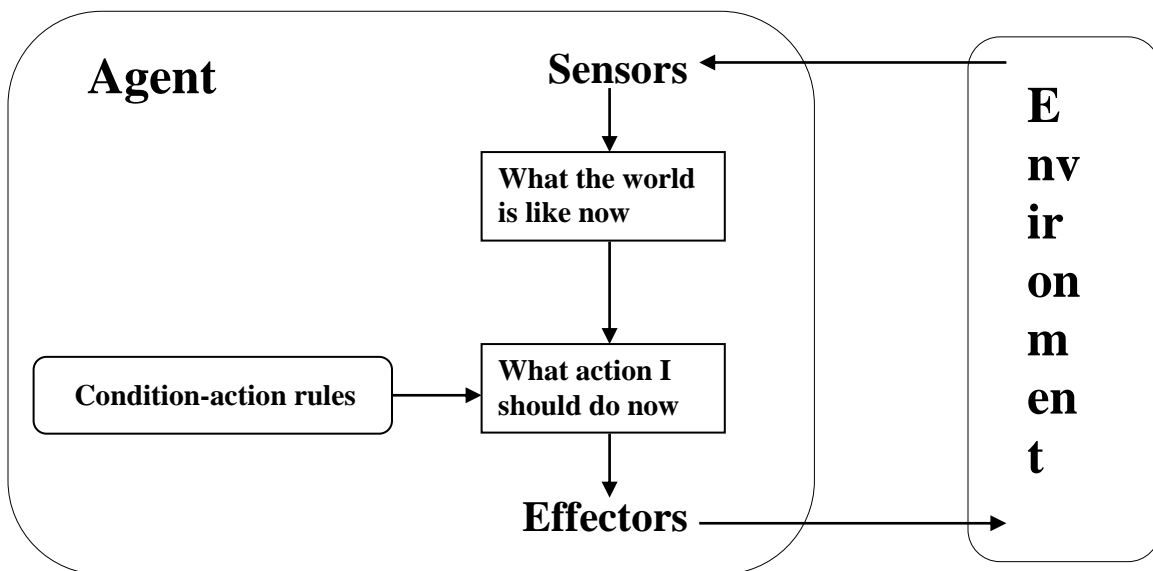 Agent
Sensors
What the world
is like now
Condition-action rules
What action I
should do now
Effectors
E
nv
ir
on
m
en
t